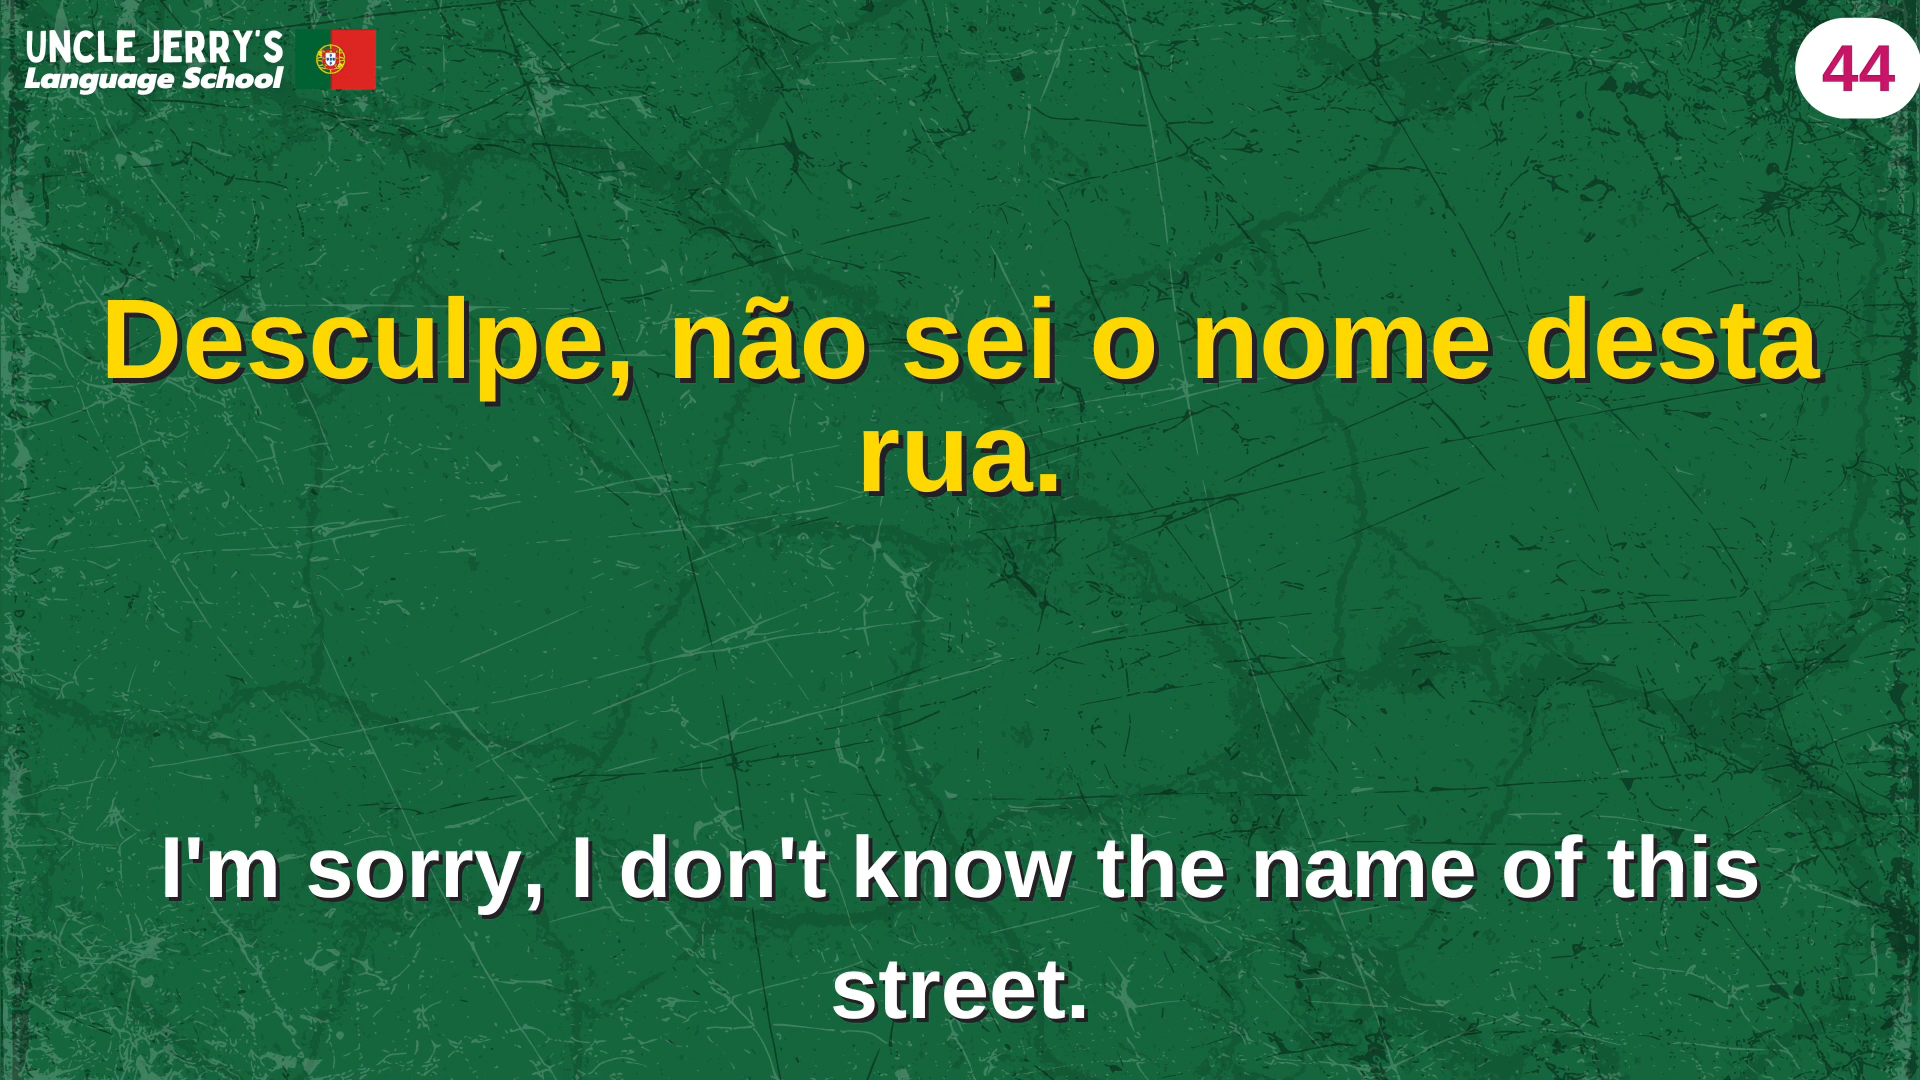 UNCLE JERRY'S
Language School
44
Desculpe, não sei o nome desta
rua.
I'm sorry, I don't know the name of this
street.